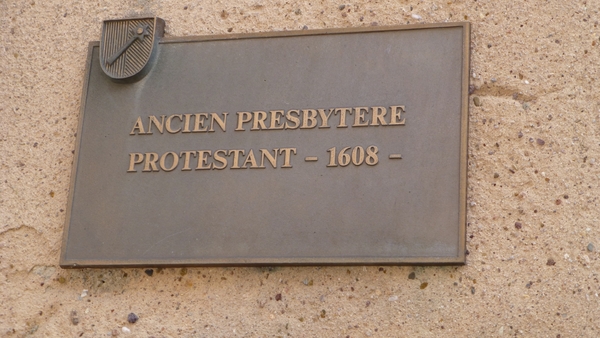 ANCIEN PRESBYTERE
PROTESTANT – 1608 –